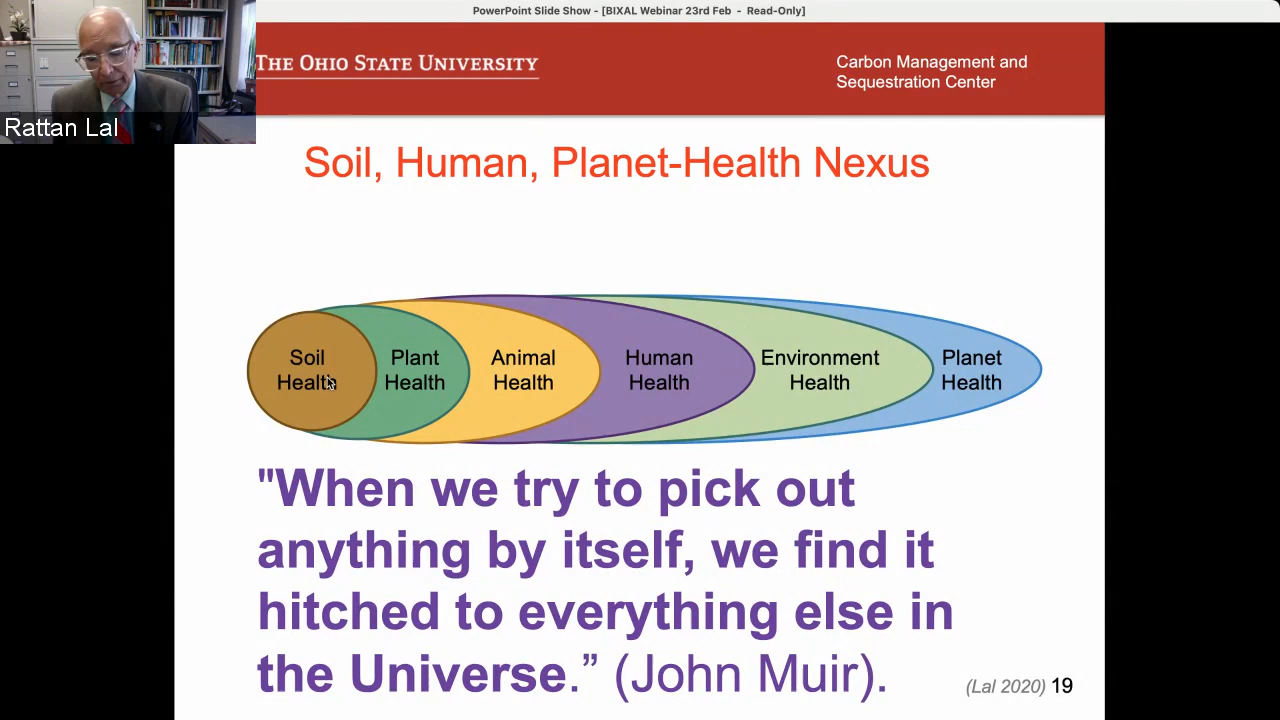 PowerPoint Slide Show - [BIXAL Webinar 23rd Feb - Read-Only]
THE OHIO STATE UNIVERSITY
Carbon Management and
Sequestration Center
Rattan Lal
Soil, Human, Planet-Health Nexus
Soil
Health
Plant
Health
Animal
Health
Human
Health
Environment
Health
Planet
Health
"When we try to pick out
anything by itself, we find it
hitched to everything else in
the Universe.” (John Muir).
(Lal 2020) 19